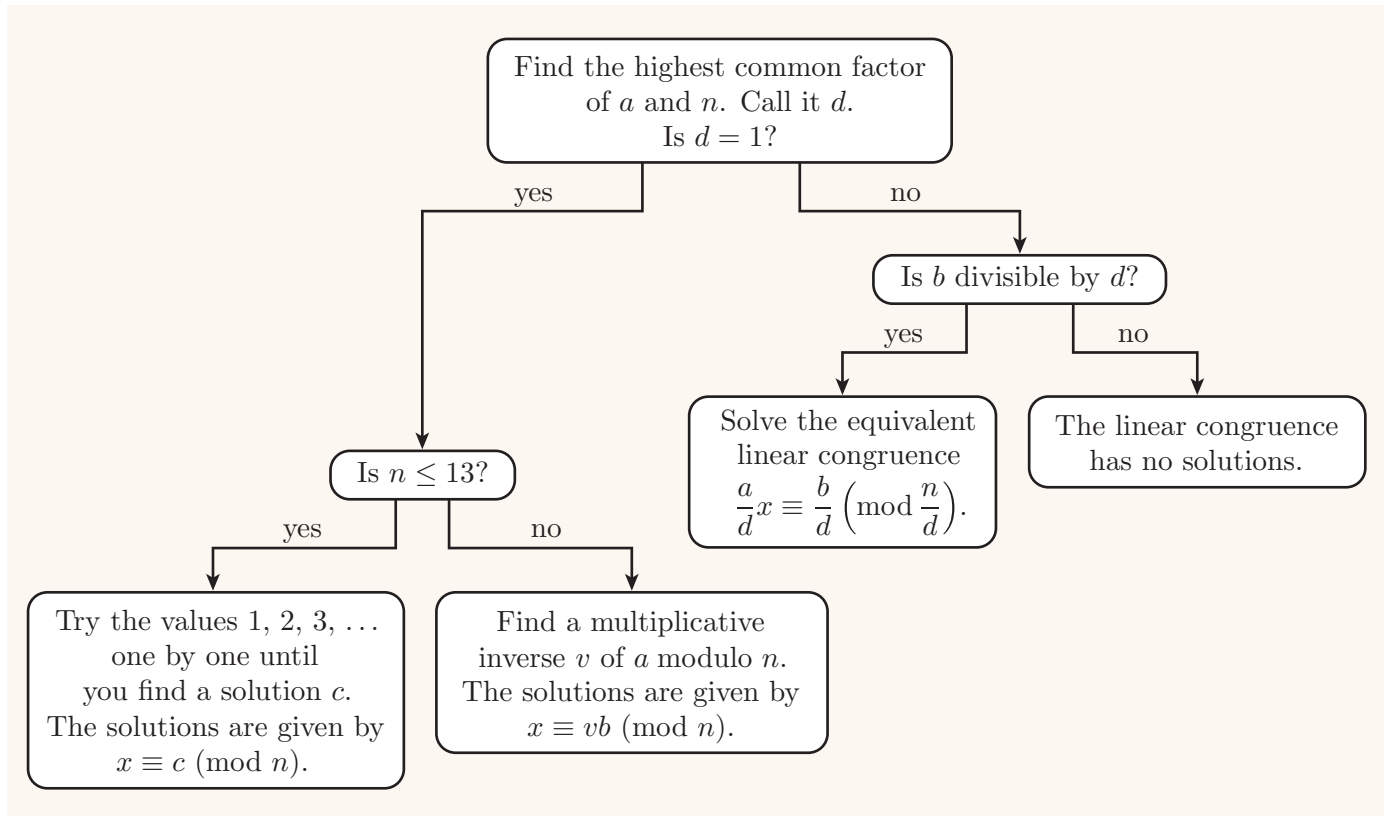 Find the highest common factor
of a and n. Call it d.
Is d = 1?
yes
no
Is b divisible by d?
yes
no
Solve the equivalent
linear congruence
a/d x ≡ b/d (mod n/d).
The linear congruence
has no solutions.
Is n ≤ 13?
yes
no
Try the values 1, 2, 3, …
one by one until
you find a solution c.
The solutions are given by
x ≡ c (mod n).
Find a multiplicative
inverse v of a modulo n.
The solutions are given by
x ≡ vb (mod n).